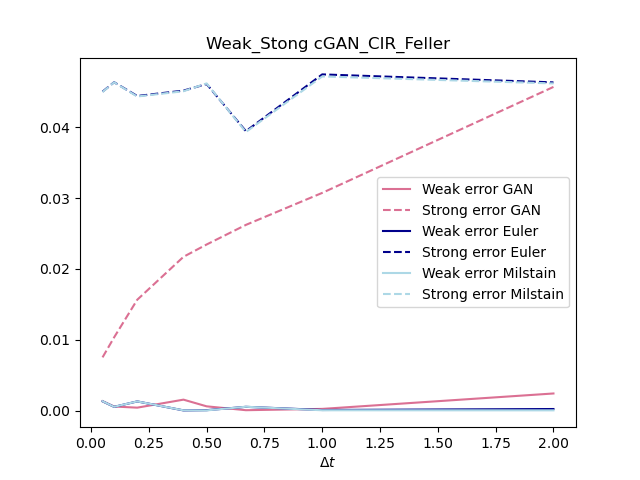 Weak_Stong cGAN_CIR_Feller
0.04
0.03
0.02
0.01
0.00
Weak error GAN
Strong error GAN
Weak error Euler
Strong error Euler
Weak error Milstain
Strong error Milstain
0.00 0.25 0.50 0.75 1.00 1.25 1.50 1.75 2.00
Δt